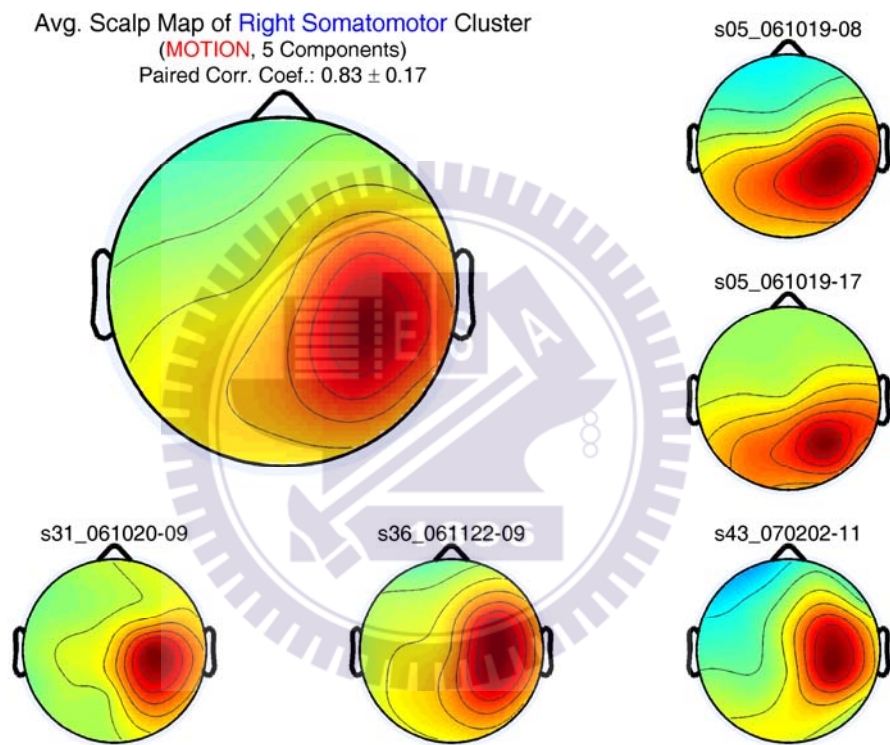 Avg. Scalp Map of Right Somatomotor Cluster
(MOTION, 5 Components)
Paired Corr. Coef.: 0.83 ± 0.17
s05_061019-08
s05_061019-17
s31_061020-09
s36_061122-09
s43_070202-11
E S A
1896